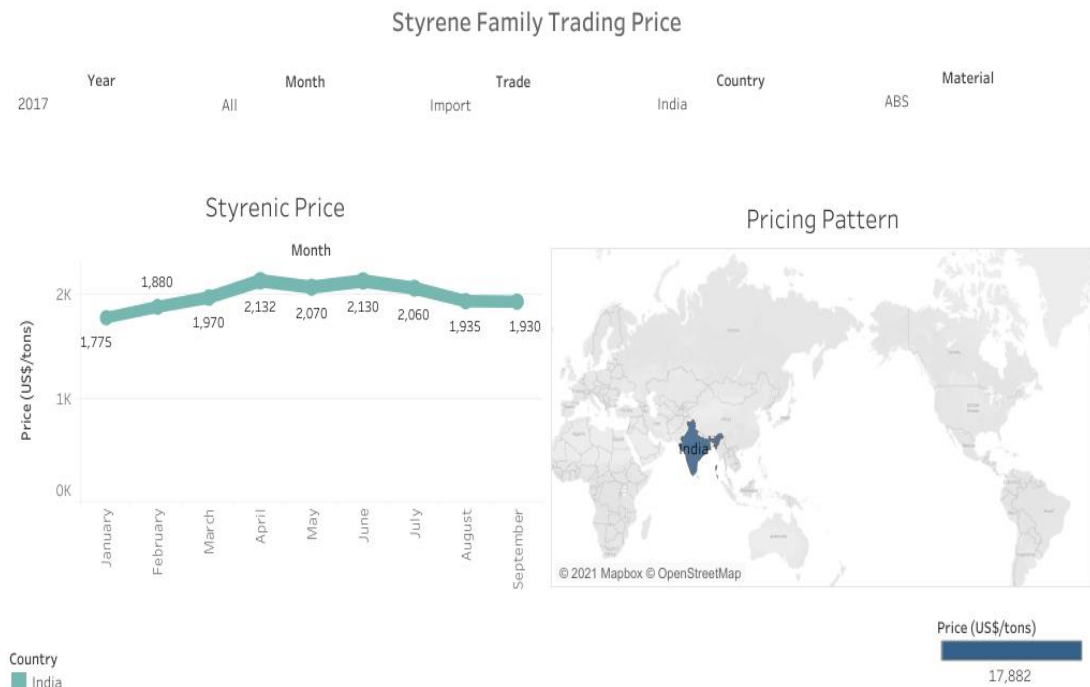 Styrene Family Trading Price
Year Month Trade Country Material
2017 All Import India ABS
Styrenic Price
Month
Price (US$/tons)
2K
1K
0K
1,775
1,880
1,970
2,132
2,070
2,130
2,060
1,935
1,930
January
February
March
April
May
June
July
August
September
Pricing Pattern
India
© 2021 Mapbox © OpenStreetMap
Price (US$/tons)
17,882
Country
India